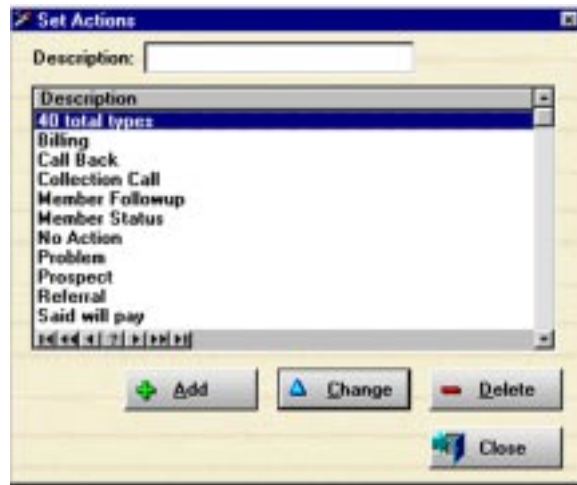 Set Actions
Description:
Description
40 total types
Billing
Call Back
Collection Call
Member Followup
Member Status
No Action
Problem
Prospect
Referral
Said will pay
?
Add
Change
Delete
Close